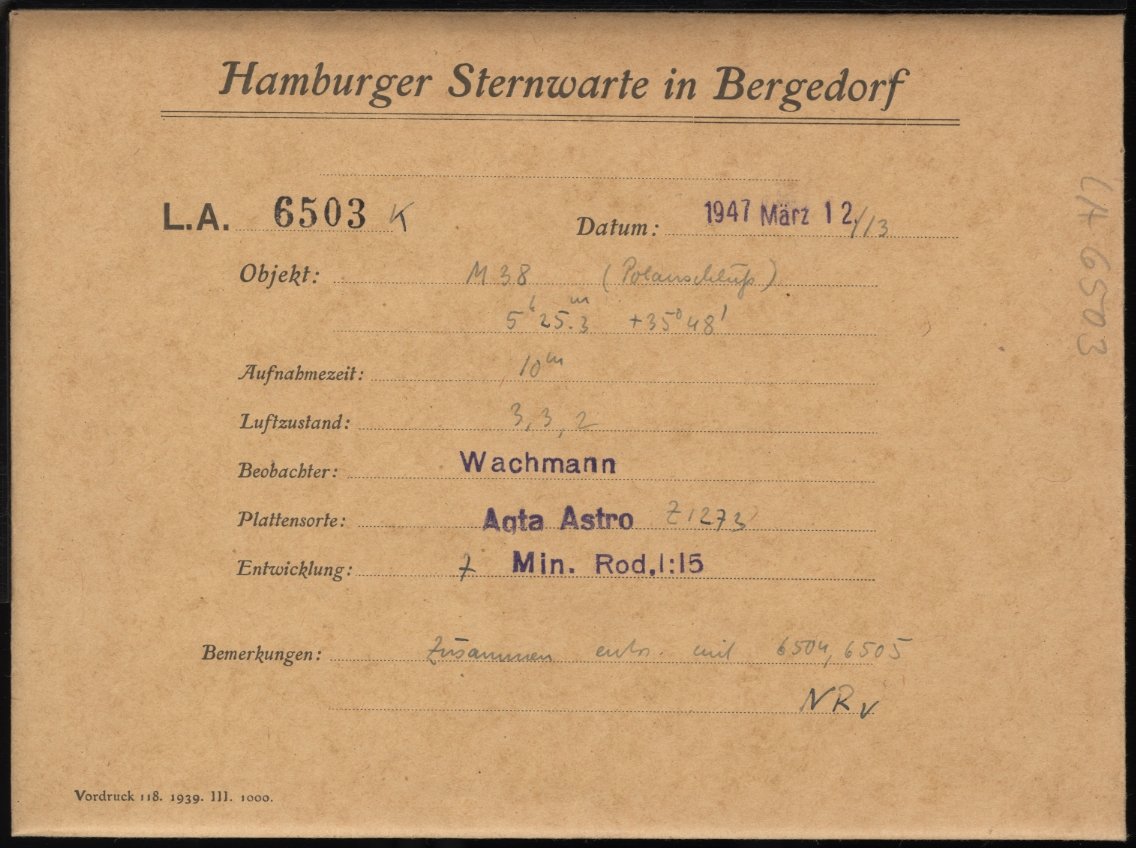 Hamburger Sternwarte in Bergedorf
L.A. 6503 K
Datum: 1947 März 12./13
Objekt: M 38 (Polanschluß)
5h 25.m3 +35° 48'
Aufnahmezeit: 10m
Luftzustand: 3, 3, 2
Beobachter: Wachmann
Plattensorte: Agfa Astro Z1273
Entwicklung: 7 Min. Rod. 1:15
Bemerkungen: Zusammen entw. mit 6504, 6505
NR v
Vordruck 118. 1939. III. 1000.
LA 6503